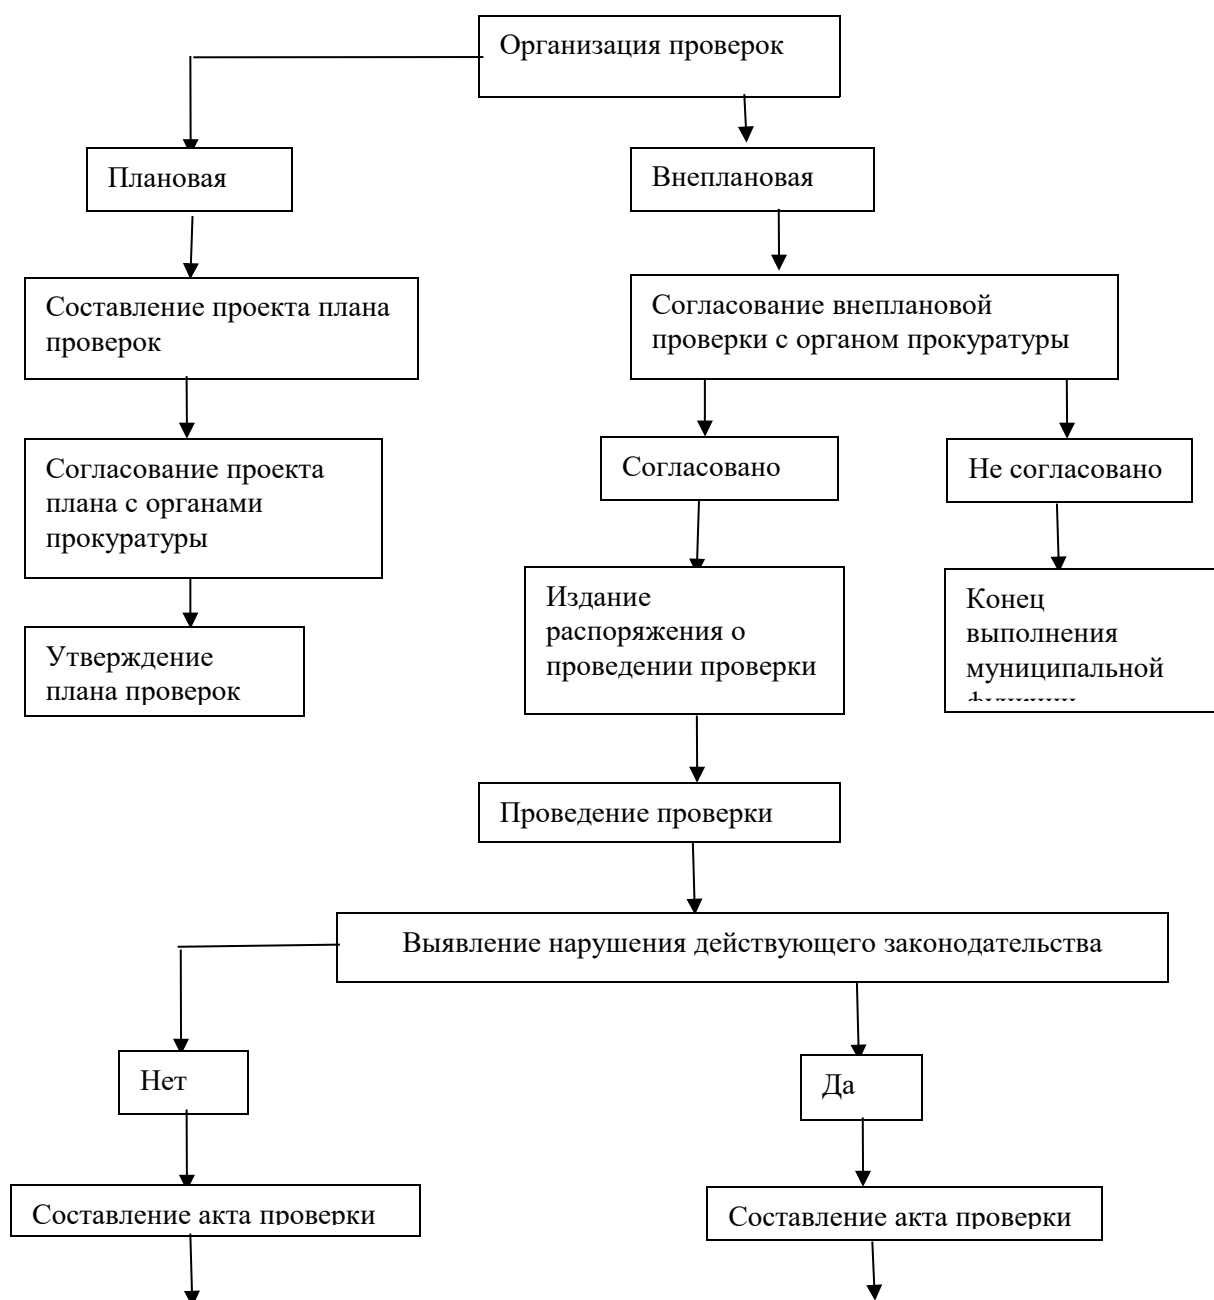 Организация проверок
Плановая
Внеплановая
Составление проекта плана
проверок
Согласование внеплановой
проверки с органом прокуратуры
Согласование проекта
плана с органами
прокуратуры
Согласовано
Не согласовано
Утверждение
плана проверок
Издание
распоряжения о
проведении проверки
Конец
выполнения
муниципальной
Проведение проверки
Выявление нарушения действующего законодательства
Нет
Да
Составление акта проверки
Составление акта проверки